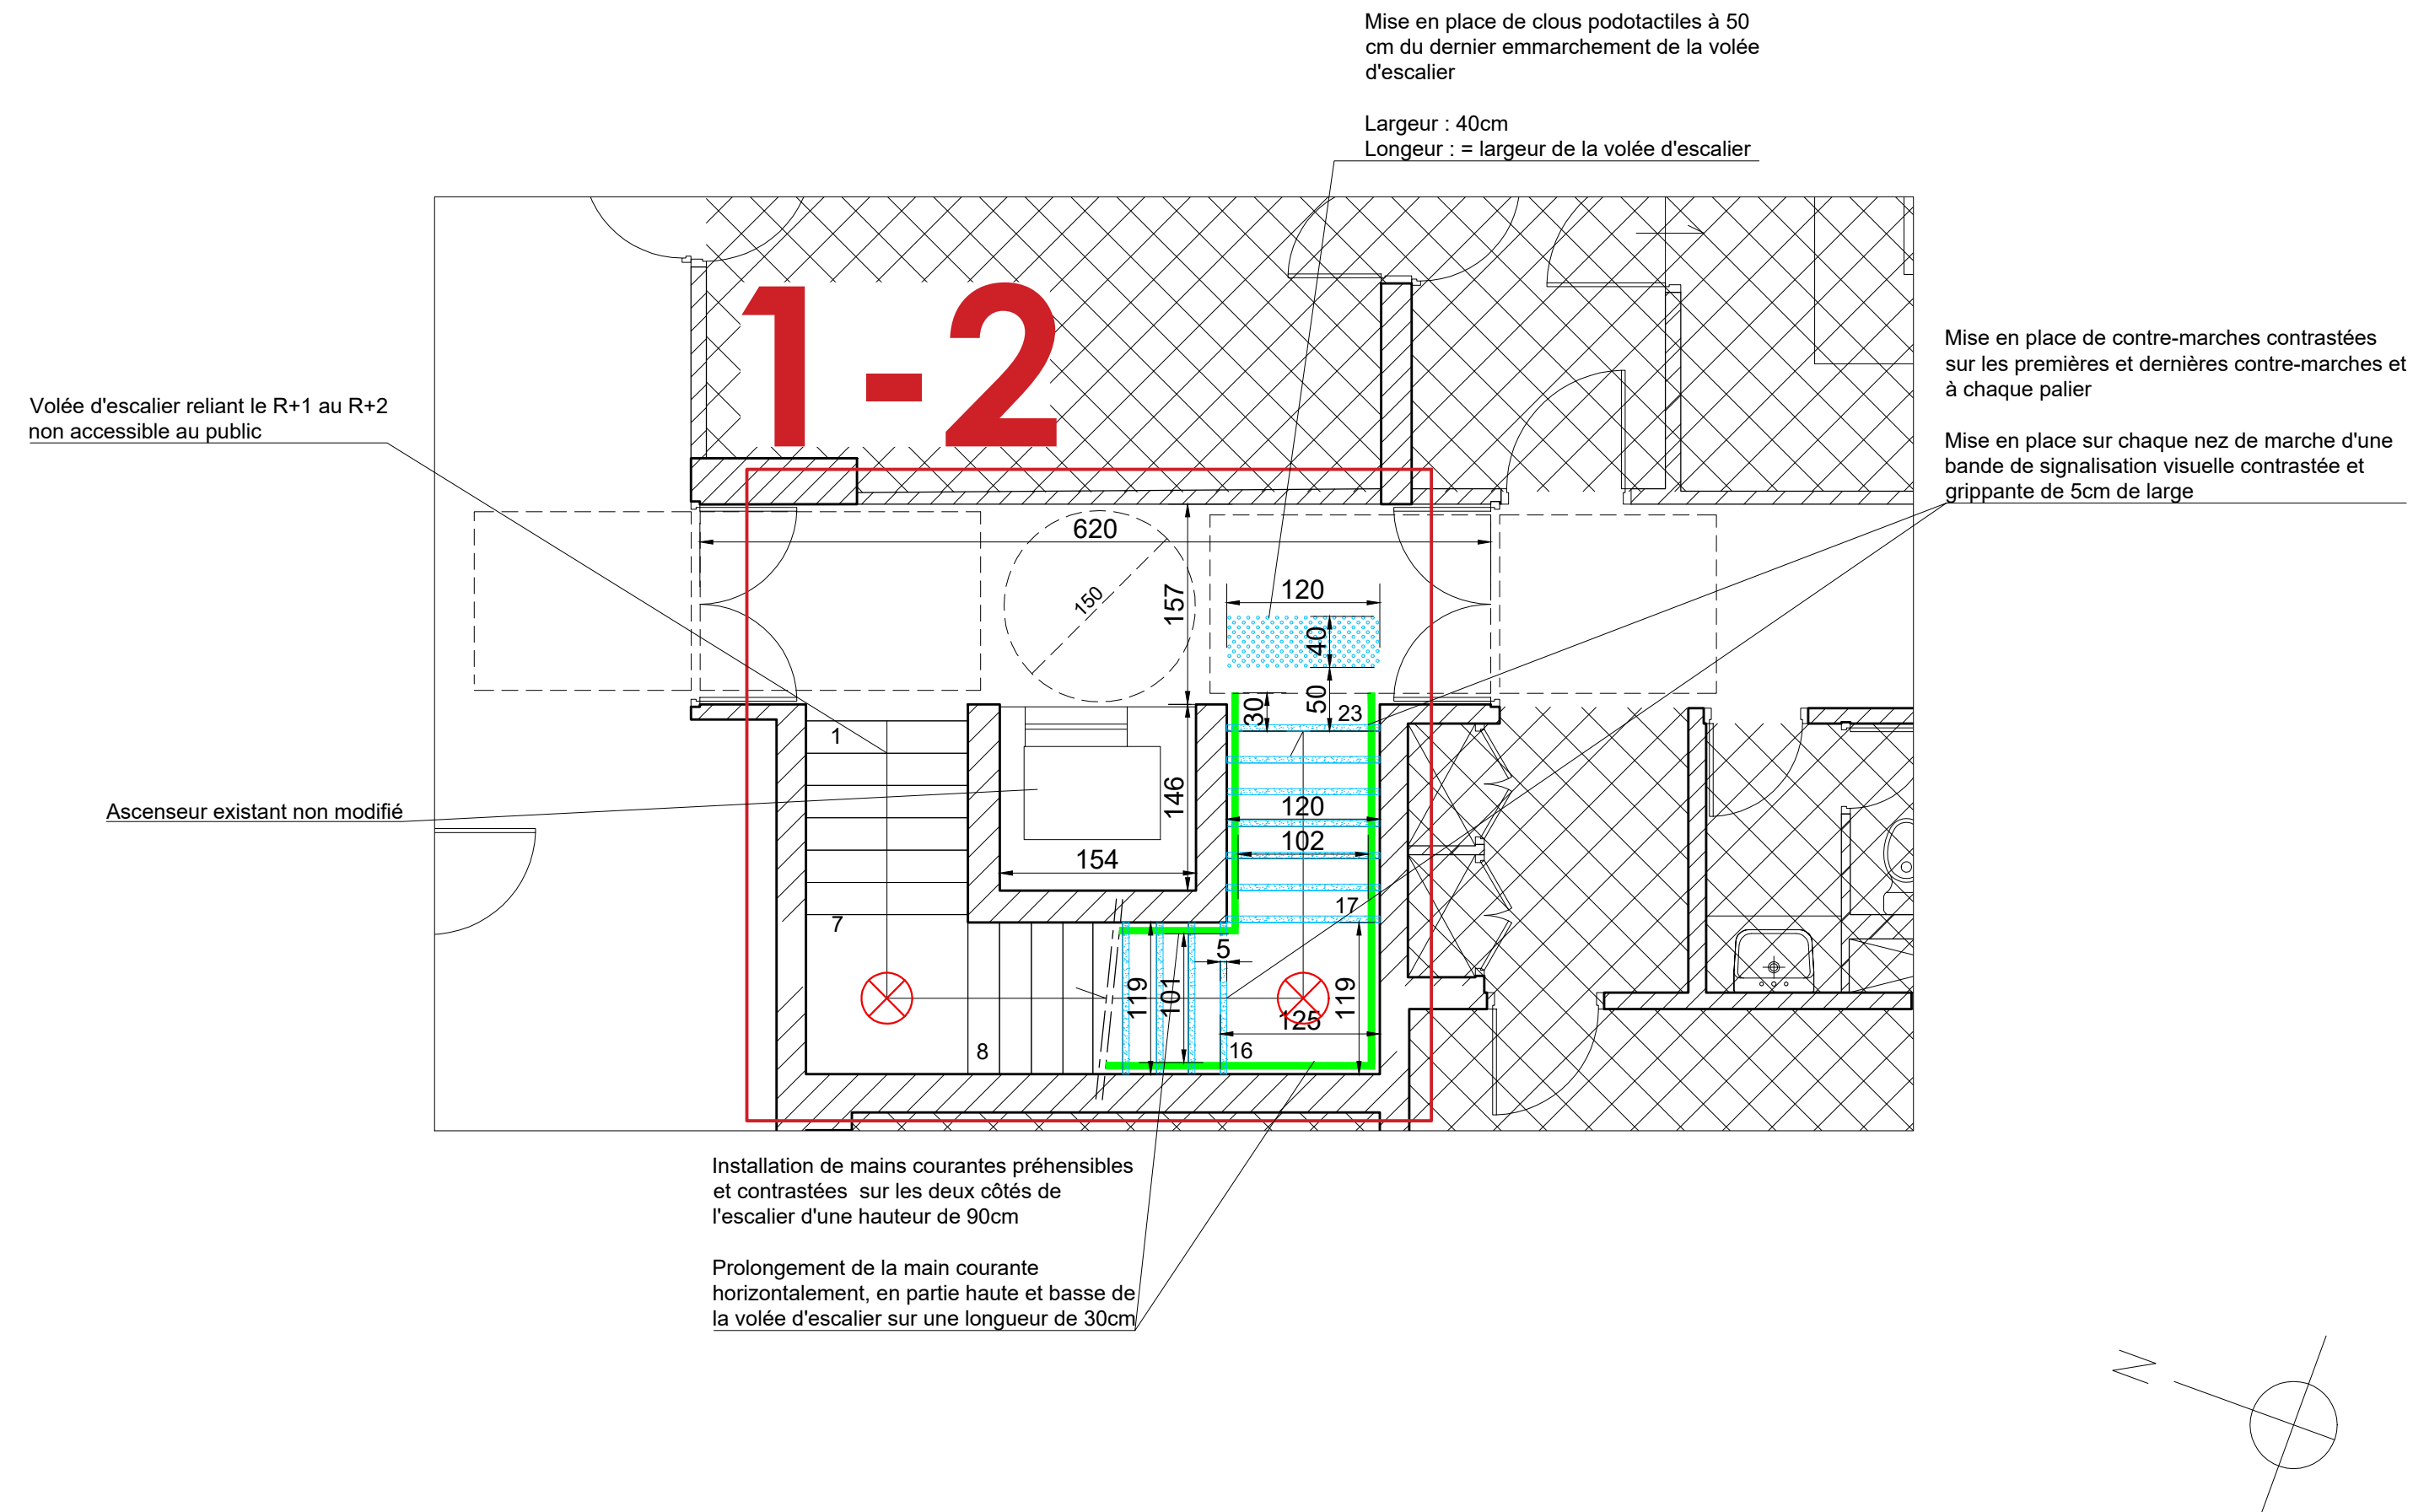 Mise en place de clous podotactiles à 50
cm du dernier emmarchement de la volée
d'escalier
Largeur : 40cm
Longeur : = largeur de la volée d'escalier
1-2
Mise en place de contre-marches contrastées
sur les premières et dernières contre-marches et
à chaque palier
Mise en place sur chaque nez de marche d'une
bande de signalisation visuelle contrastée et
grippante de 5cm de large
Volée d'escalier reliant le R+1 au R+2
non accessible au public
Ascenseur existant non modifié
620
150
157
120
40
50
30
23
1
146
120
102
154
17
7
5
119
101
119
125
8
16
Installation de mains courantes préhensibles
et contrastées  sur les deux côtés de
l'escalier d'une hauteur de 90cm
Prolongement de la main courante
horizontalement, en partie haute et basse de
la volée d'escalier sur une longueur de 30cm
N